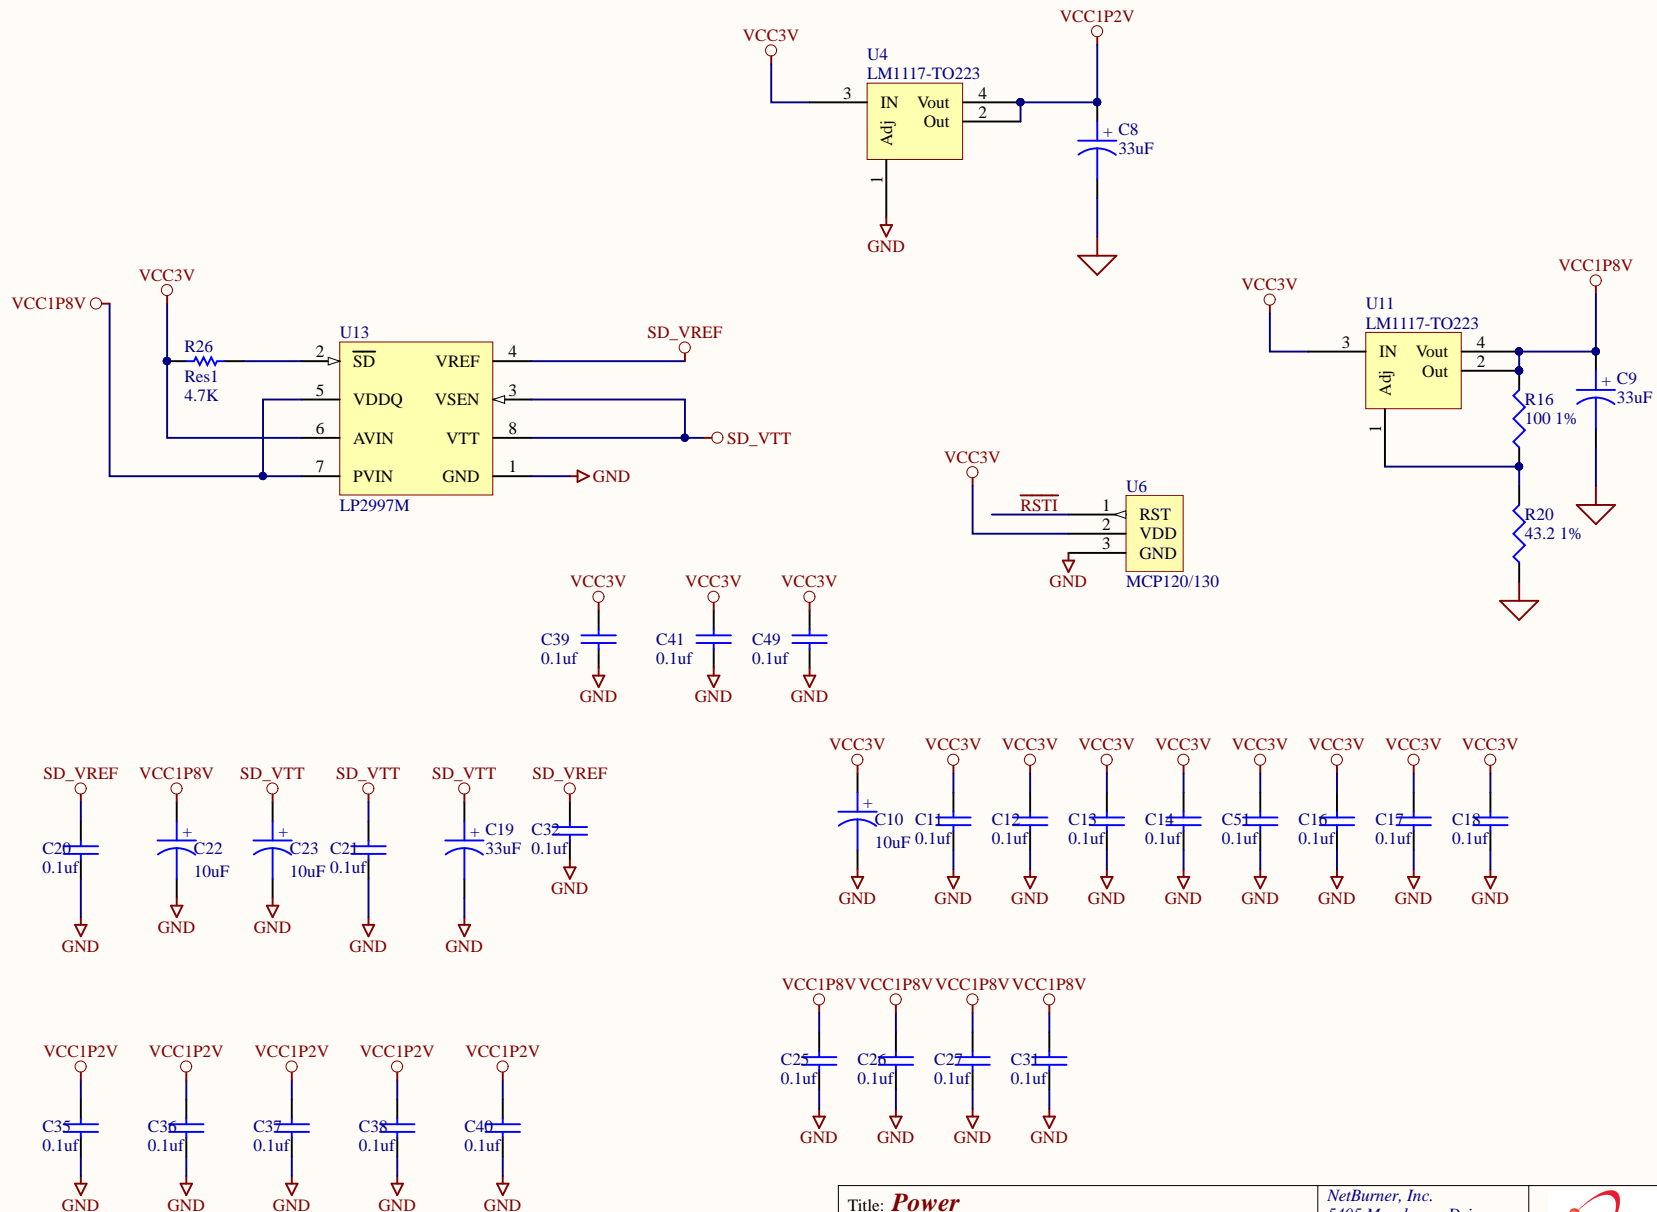 VCC1P2V
VCC3V
U4
LM1117-TO223
3 IN Vout 4
Out 2
Adj
1
GND
+ C8
33uF
VCC3V
VCC1P8V
U13
R26
Res1
4.7K
2 SD VREF 4
5 VDDQ VSEN 3
6 AVIN VTT 8
7 PVIN GND 1
LP2997M
SD_VREF
SD_VTT
GND
VCC1P8V
VCC3V
U11
LM1117-TO223
3 IN Vout 4
Out 2
Adj
1
+ C9
33uF
R16
100 1%
R20
43.2 1%
VCC3V
U6
RSTI 1 RST
2 VDD
3 GND
GND
MCP120/130
VCC3V VCC3V VCC3V
C39 C41 C49
0.1uf 0.1uf 0.1uf
GND GND GND
VCC3V VCC3V VCC3V VCC3V VCC3V VCC3V VCC3V VCC3V VCC3V
+
C10 C11 C12 C13 C14 C51 C16 C17 C18
10uF 0.1uf 0.1uf 0.1uf 0.1uf 0.1uf 0.1uf 0.1uf 0.1uf
GND GND GND GND GND GND GND GND GND
SD_VREF VCC1P8V SD_VTT SD_VTT SD_VTT SD_VREF
+ + +
C20 C22 C23 C21 C19 C32
0.1uf 10uF 10uF 0.1uf 33uF 0.1uf
GND GND GND GND GND GND
VCC1P8V VCC1P8V VCC1P8V VCC1P8V
C25 C26 C27 C31
0.1uf 0.1uf 0.1uf 0.1uf
GND GND GND GND
VCC1P2V VCC1P2V VCC1P2V VCC1P2V VCC1P2V
C35 C36 C37 C38 C40
0.1uf 0.1uf 0.1uf 0.1uf 0.1uf
GND GND GND GND GND
Title: Power
NetBurner, Inc.